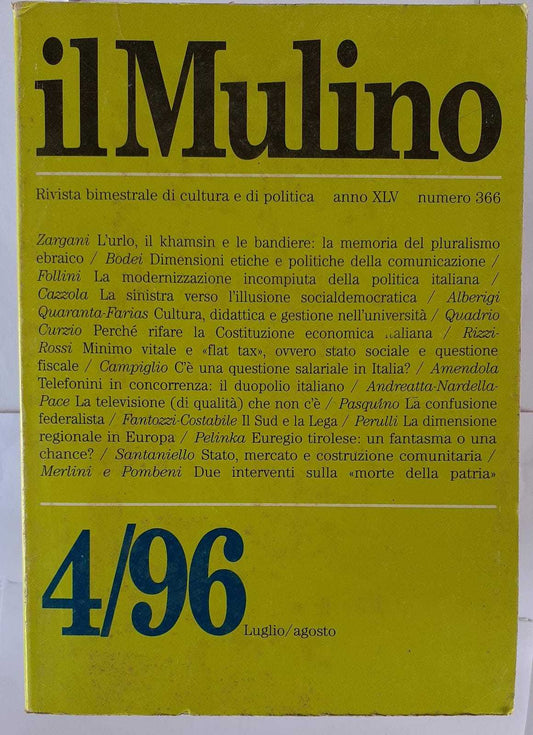 il Mulino
Rivista bimestrale di cultura e di politica anno XLV numero 366
Zargani L'urlo, il khamsin e le bandiere: la memoria del pluralismo
ebraico / Bodei Dimensioni etiche e politiche della comunicazione /
Follini La modernizzazione incompiuta della politica italiana /
Cazzola La sinistra verso l'illusione socialdemocratica / Alberigi
Quaranta-Farias Cultura, didattica e gestione nell'università / Quadrio
Curzio Perché rifare la Costituzione economica italiana / Rizzi-
Rossi Minimo vitale e «flat tax», ovvero stato sociale e questione
fiscale / Campiglio C'è una questione salariale in Italia? / Amendola
Telefonini in concorrenza: il duopolio italiano / Andreatta-Nardella-
Pace La televisione (di qualità) che non c'è / Pasquino La confusione
federalista / Fantozzi-Costabile Il Sud e la Lega / Perulli La dimensione
regionale in Europa / Pelinka Euregio tirolese: un fantasma o una
chance? / Santaniello Stato, mercato e costruzione comunitaria /
Merlini e Pombeni Due interventi sulla «morte della patria»
4/96
Luglio/agosto